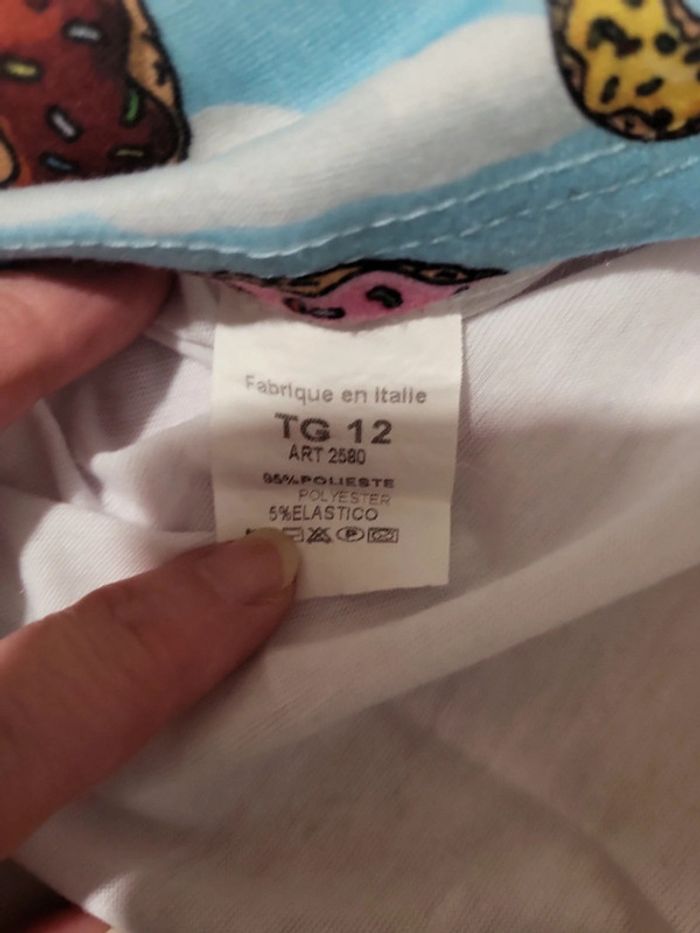 Fabrique en Italie
TG 12
ART 2580
95%POLIESTE
POLYESTER
5%ELASTICO
P